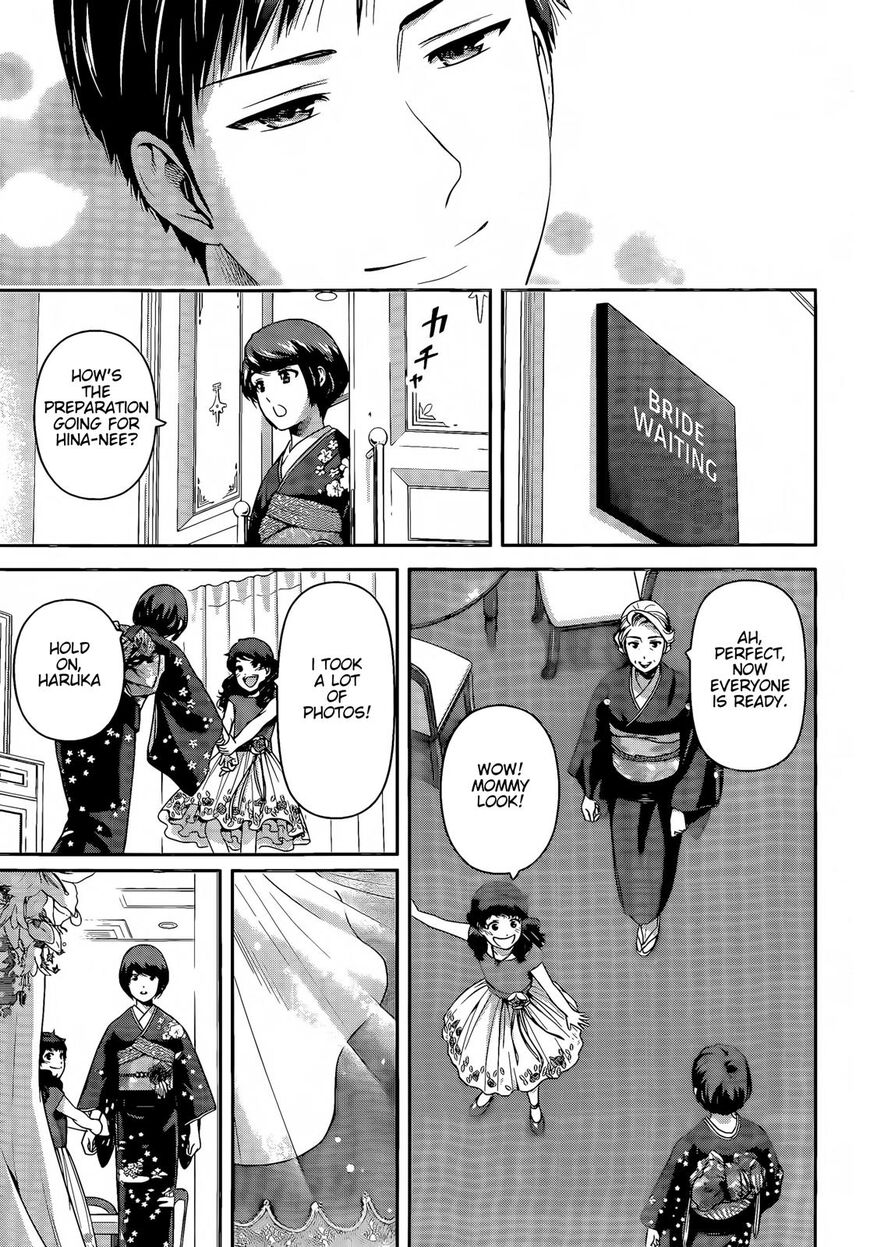 BRIDE
WAITING
カチャ
HOW'S
THE
PREPARATION
GOING FOR
HINA-NEE?
AH,
PERFECT,
NOW
EVERYONE
IS READY.
WOW!
MOMMY
LOOK!
I TOOK
A LOT
OF
PHOTOS!
HOLD
ON,
HARUKA